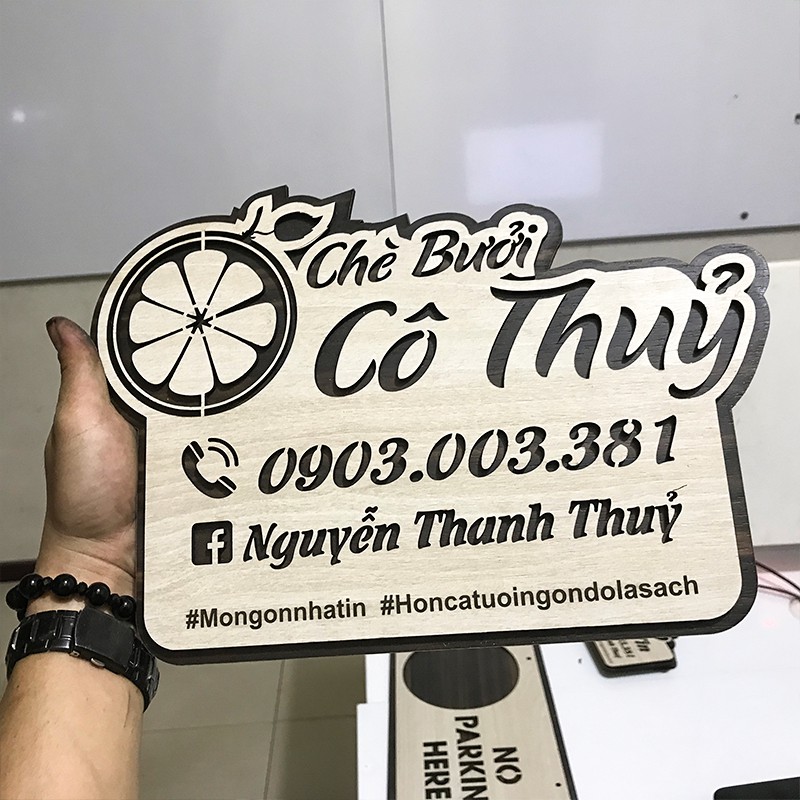 Chè Bưởi
Cô Thuỷ
0903.003.381
Nguyễn Thanh Thuỷ
#Mongonnhatin #Honcatuoingondolasach
NO
PARKING
HERE